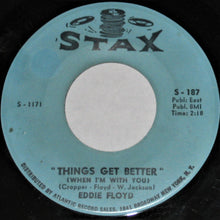 STAX
S-187
Publ: East
Publ. BMI
Time: 2:18
S-1171
"THINGS GET BETTER"
(WHEN I'M WITH YOU)
(Cropper - Floyd - W. Jackson)
EDDIE FLOYD
DISTRIBUTED BY ATLANTIC RECORD SALES, 1841 BROADWAY NEW YORK, N. Y.